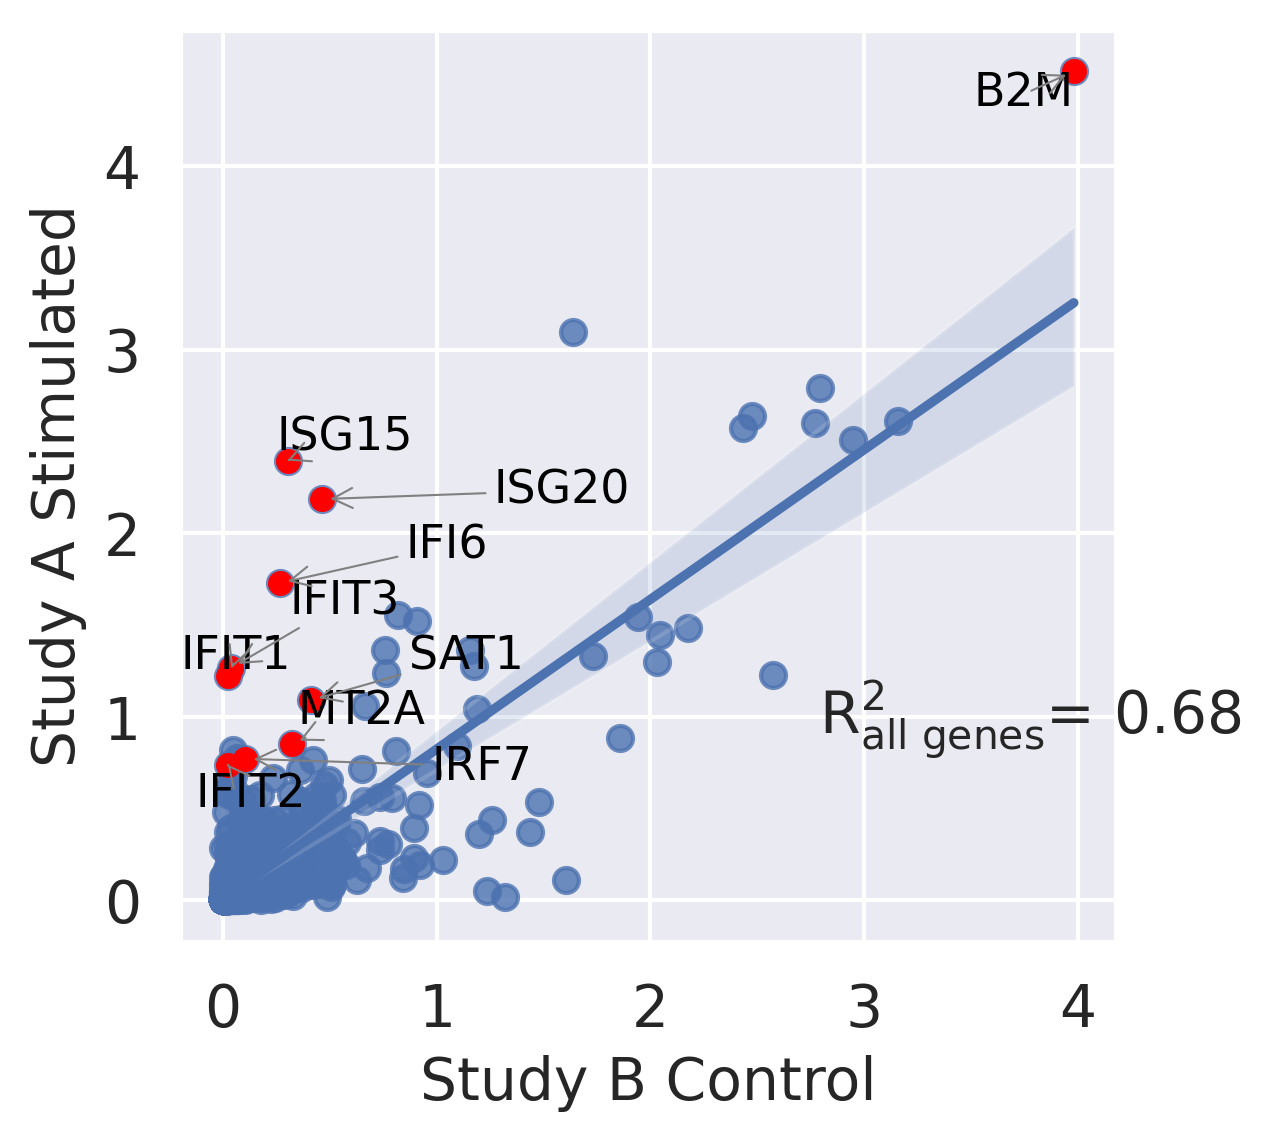 B2M
4
3
2
1
0
Study A Stimulated
ISG15
ISG20
IFI6
IFIT3
IFIT1
SAT1
MT2A
R²all genes = 0.68
IRF7
IFIT2
0 1 2 3 4
Study B Control